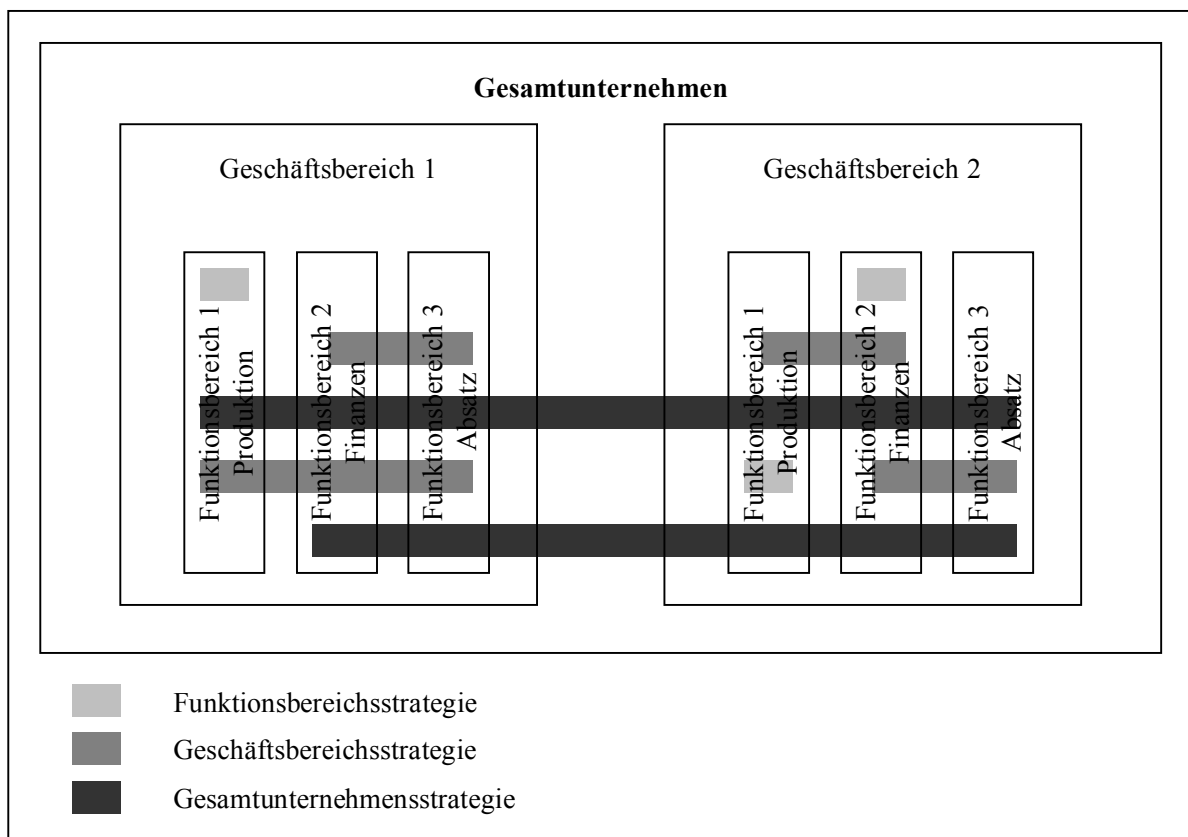 Gesamtunternehmen
Geschäftsbereich 1
Geschäftsbereich 2
Funktionsbereich 1
Produktion
Funktionsbereich 2
Finanzen
Funktionsbereich 3
Absatz
Funktionsbereich 1
Produktion
Funktionsbereich 2
Finanzen
Funktionsbereich 3
Absatz
Funktionsbereichsstrategie
Geschäftsbereichsstrategie
Gesamtunternehmensstrategie